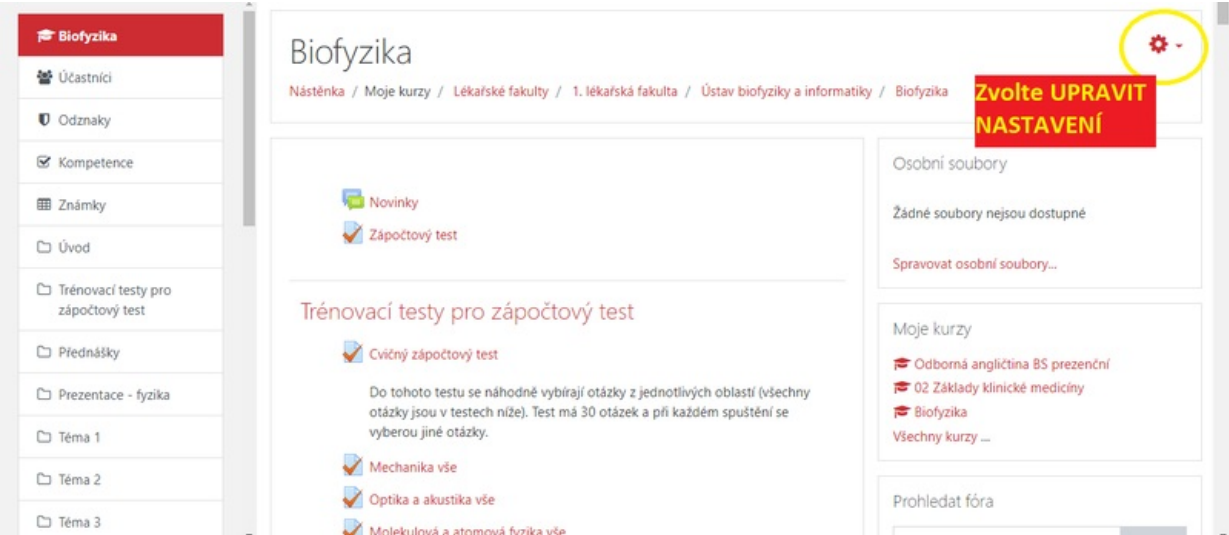 Biofyzika
Účastníci
Odznaky
Kompetence
Známky
Úvod
Trénovací testy pro
zápočtový test
Přednášky
Prezentace - fyzika
Téma 1
Téma 2
Téma 3
Biofyzika
Nástěnka / Moje kurzy / Lékařské fakulty / 1. lékařská fakulta / Ústav biofyziky a informatiky / Biofyzika
Zvolte UPRAVIT
NASTAVENÍ
Novinky
Zápočtový test
Trénovací testy pro zápočtový test
Cvičný zápočtový test
Do tohoto testu se náhodně vybírají otázky z jednotlivých oblastí (všechny
otázky jsou v testech níže). Test má 30 otázek a při každém spuštění se
vyberou jiné otázky.
Mechanika vše
Optika a akustika vše
Molekulová a atomová fyzika vše
Osobní soubory
Žádné soubory nejsou dostupné
Spravovat osobní soubory...
Moje kurzy
Odborná angličtina BS prezenční
02 Základy klinické medicíny
Biofyzika
Všechny kurzy ...
Prohledat fóra